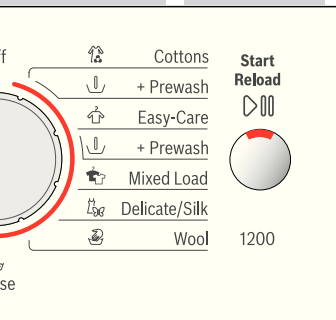 Cottons
+ Prewash
Easy-Care
+ Prewash
Mixed Load
Delicate/Silk
Wool
Start
Reload
1200